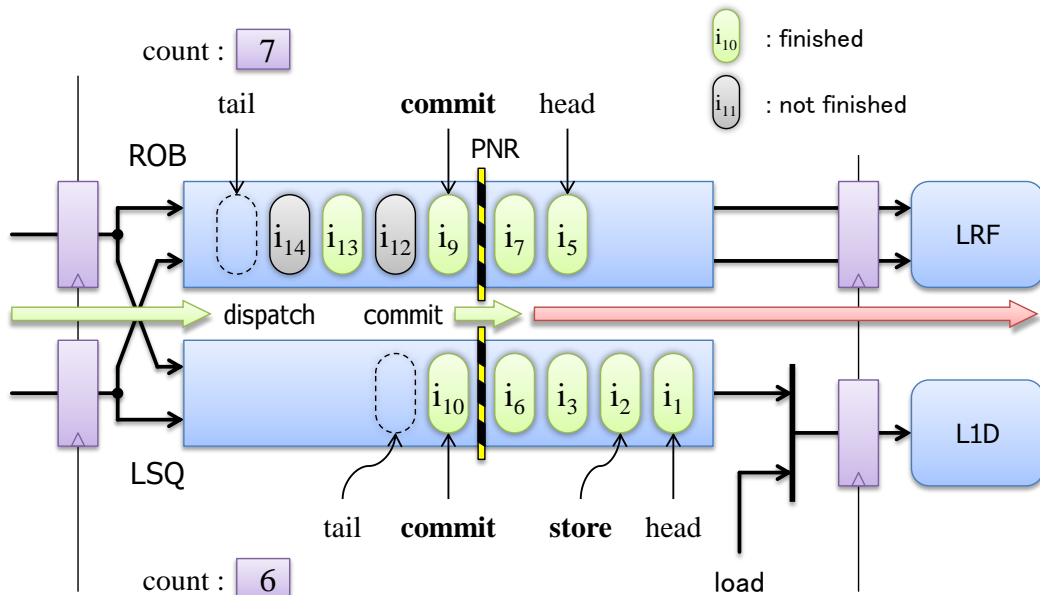 i10 : finished
count : 7
i11 : not finished
tail commit head
ROB PNR
i14 i13 i12 i9 i7 i5 LRF
dispatch commit
i10 i6 i3 i2 i1 L1D
LSQ
tail commit store head
count : 6 load